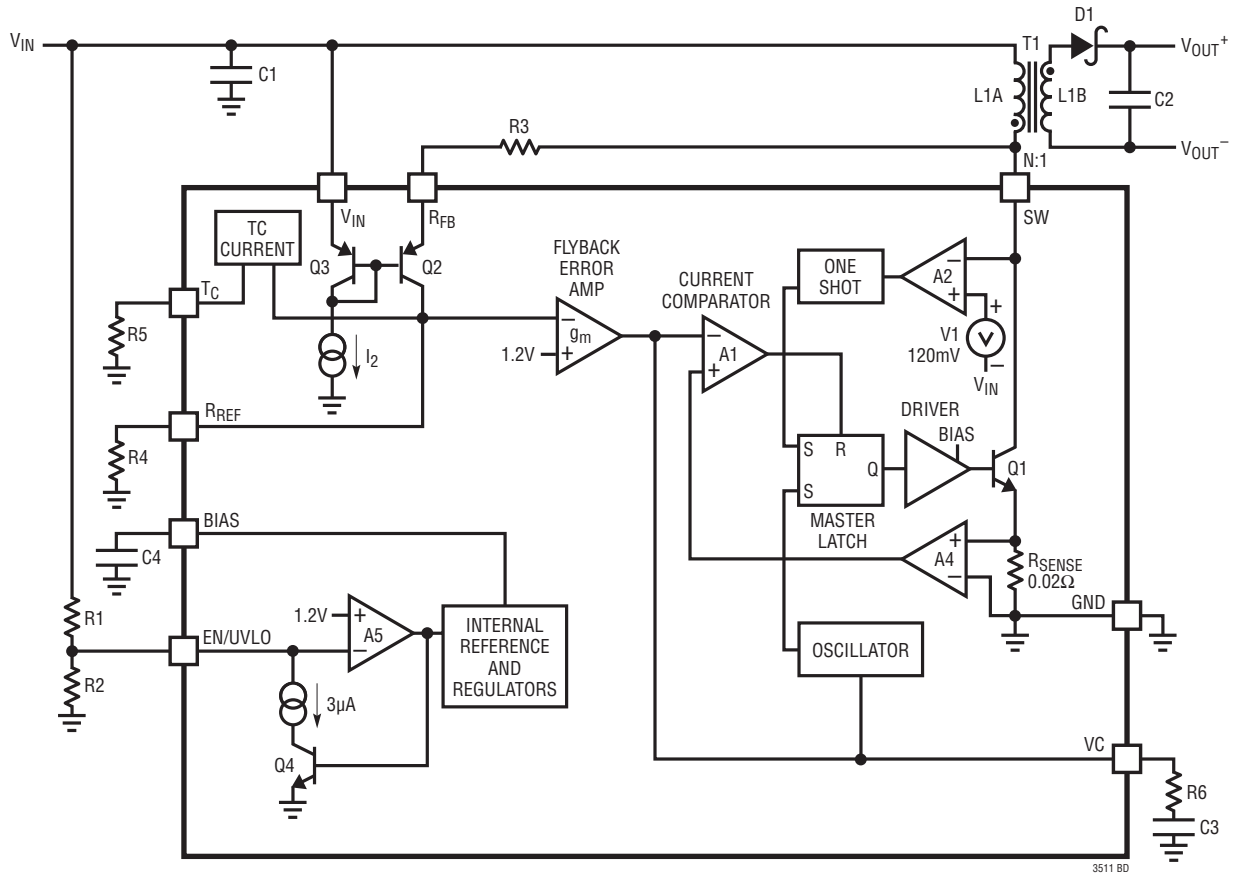 D1
VIN
T1
VOUT+
C1
L1A
L1B
C2
R3
VOUT−
N:1
VIN
RFB
SW
TC
CURRENT
Q3
Q2
FLYBACK
ERROR
AMP
ONE
SHOT
−
A2
+
CURRENT
COMPARATOR
TC
+
V1
120mV
−
VIN
R5
I2
−
gm
1.2V
+
−
A1
+
RREF
DRIVER
BIAS
R4
S
R
Q
S
Q1
MASTER
LATCH
BIAS
C4
+
A4
−
RSENSE
0.02Ω
GND
R1
1.2V
+
A5
−
EN/UVLO
INTERNAL
REFERENCE
AND
REGULATORS
OSCILLATOR
R2
3µA
VC
Q4
R6
C3
3511 BD